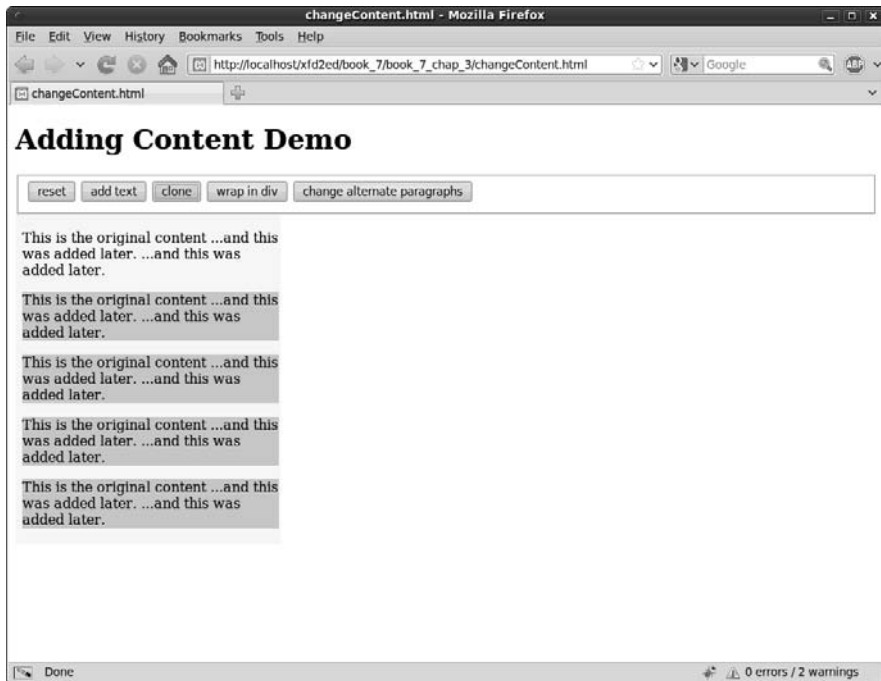 changeContent.html - Mozilla Firefox
File Edit View History Bookmarks Tools Help
http://localhost/xfd2ed/book_7/book_7_chap_3/changeContent.html
Google
ABP
changeContent.html
Adding Content Demo
reset add text clone wrap in div change alternate paragraphs
This is the original content ...and this
was added later. ...and this was
added later.
This is the original content ...and this
was added later. ...and this was
added later.
This is the original content ...and this
was added later. ...and this was
added later.
This is the original content ...and this
was added later. ...and this was
added later.
This is the original content ...and this
was added later. ...and this was
added later.
Done
0 errors / 2 warnings